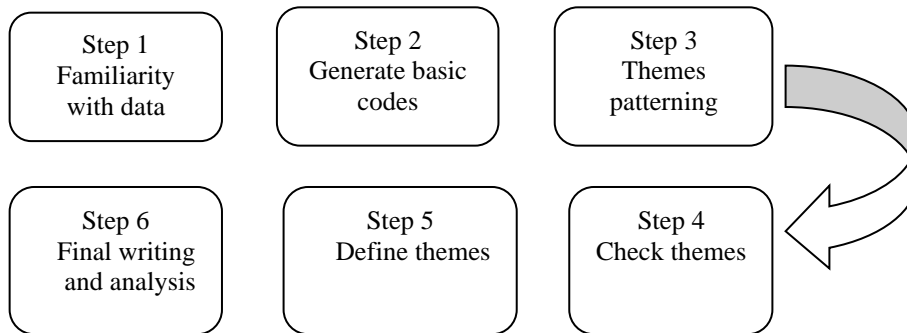 Step 1
Familiarity
with data
Step 2
Generate basic
codes
Step 3
Themes
patterning
Step 4
Check themes
Step 5
Define themes
Step 6
Final writing
and analysis